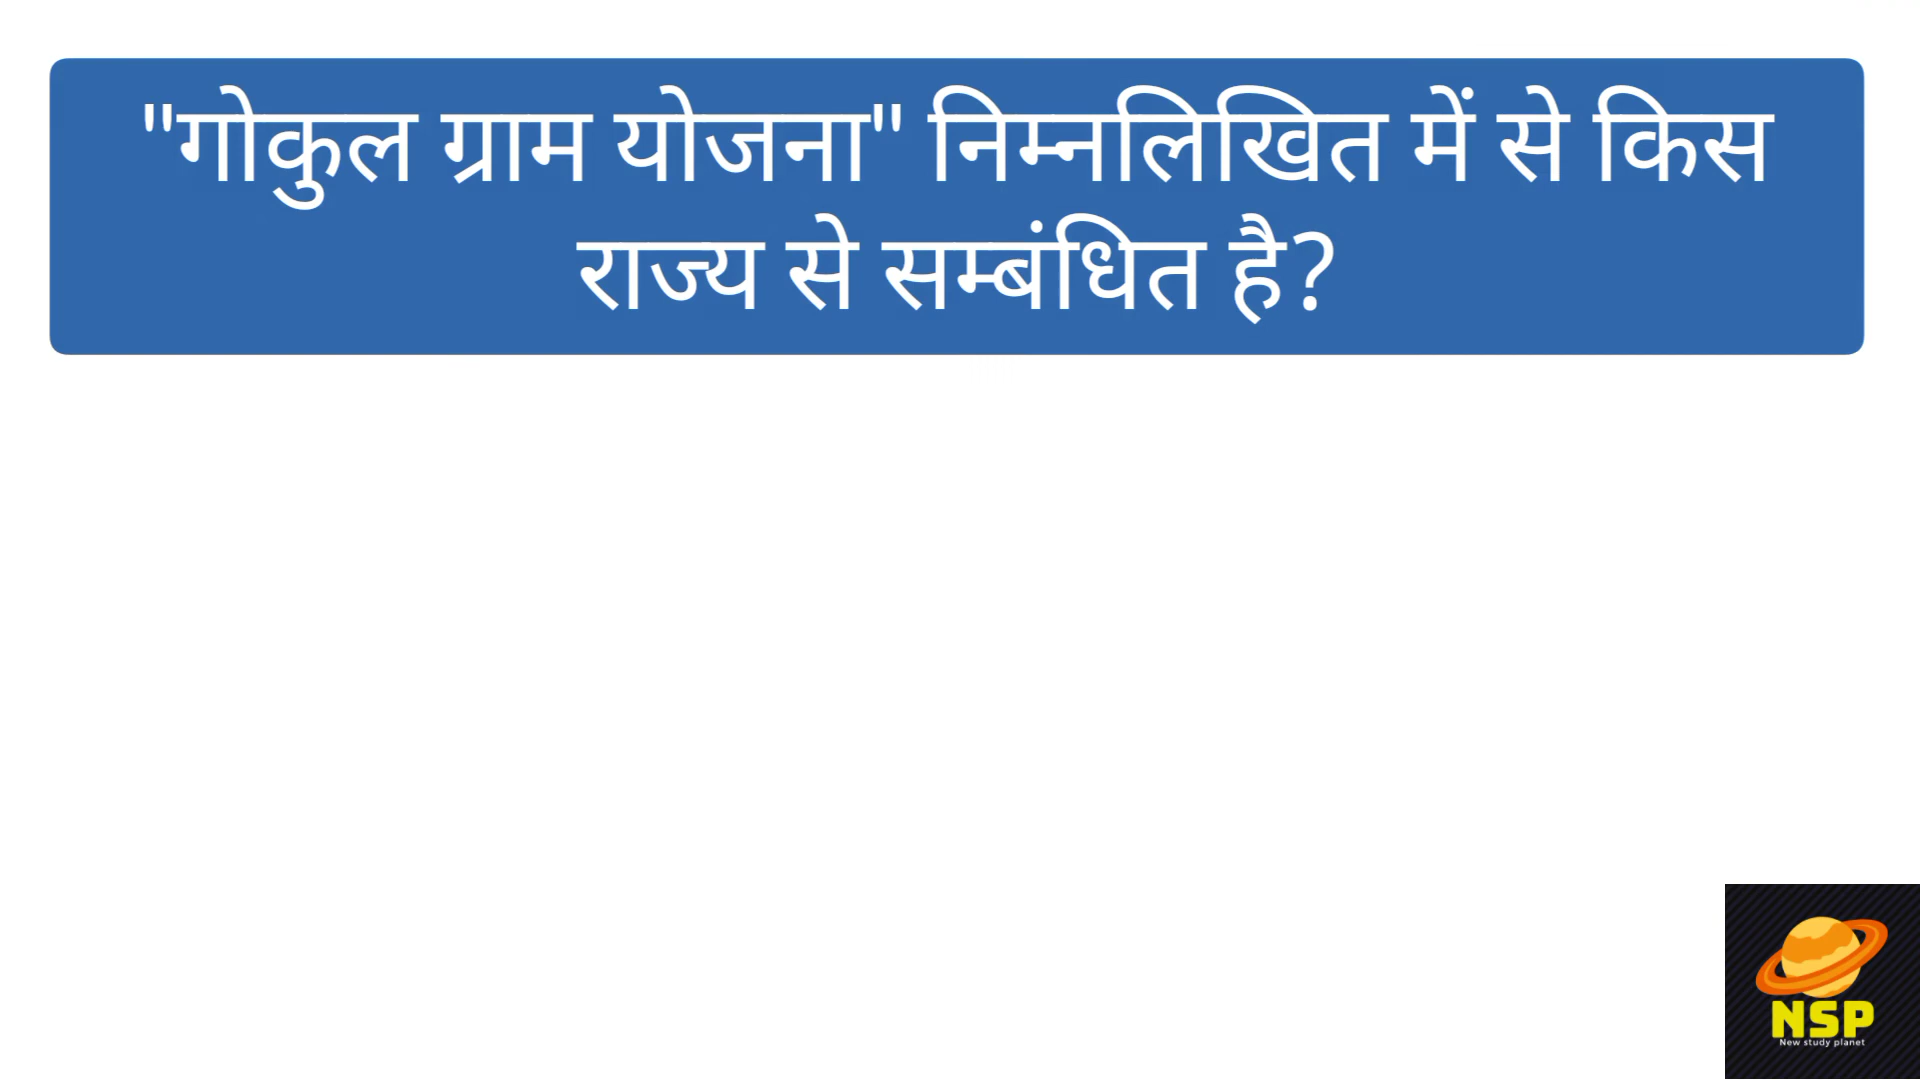 "गोकुल ग्राम योजना" निम्नलिखित में से किस
राज्य से सम्बंधित है?
NSP
New study planet